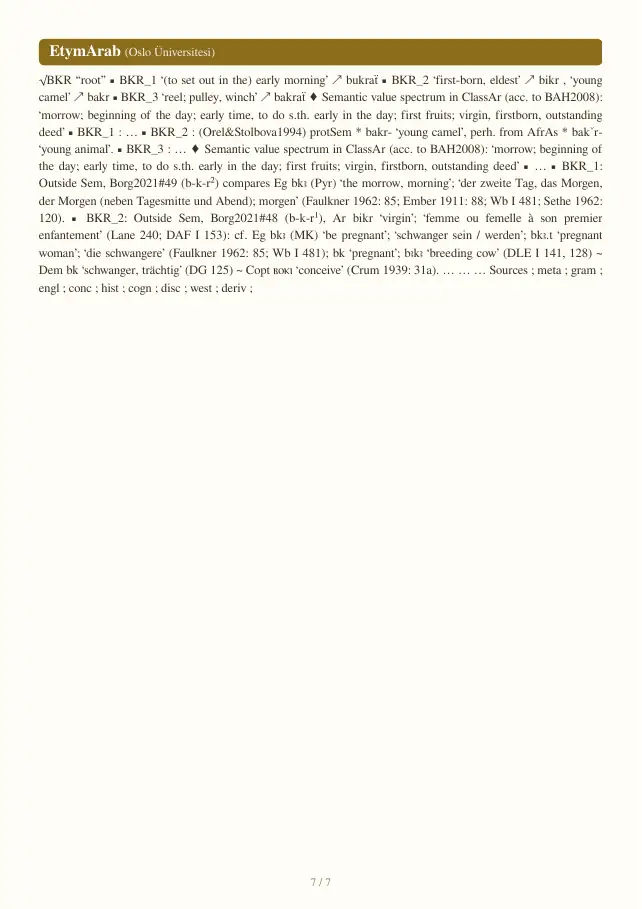 EtymArab (Oslo Üniversitesi)
√BKR “root” ▪ BKR_1 ‘(to set out in the) early morning’ ↗ bukraẗ ▪ BKR_2 ‘first-born, eldest’ ↗ bikr , ‘young
camel’ ↗ bakr ▪ BKR_3 ‘reel; pulley, winch’ ↗ bakraẗ ♦ Semantic value spectrum in ClassAr (acc. to BAH2008):
‘morrow; beginning of the day; early time, to do s.th. early in the day; first fruits; virgin, firstborn, outstanding
deed’ ▪ BKR_1 : … ▪ BKR_2 : (Orel&Stolbova1994) protSem * bakr- ‘young camel’, perh. from AfrAs * bak˘r-
‘young animal’. ▪ BKR_3 : … ♦ Semantic value spectrum in ClassAr (acc. to BAH2008): ‘morrow; beginning of
the day; early time, to do s.th. early in the day; first fruits; virgin, firstborn, outstanding deed’ ▪ … ▪ BKR_1:
Outside Sem, Borg2021#49 (b-k-r²) compares Eg bkı (Pyr) ‘the morrow, morning’; ‘der zweite Tag, das Morgen,
der Morgen (neben Tagesmitte und Abend); morgen’ (Faulkner 1962: 85; Ember 1911: 88; Wb I 481; Sethe 1962:
120). ▪ BKR_2: Outside Sem, Borg2021#48 (b-k-r¹), Ar bikr ‘virgin’; ‘femme ou femelle à son premier
enfantement’ (Lane 240; DAF I 153): cf. Eg bkı (MK) ‘be pregnant’; ‘schwanger sein / werden’; bkı.t ‘pregnant
woman’; ‘die schwangere’ (Faulkner 1962: 85; Wb I 481); bk ‘pregnant’; bkı ‘breeding cow’ (DLE I 141, 128) ~
Dem bk ‘schwanger, trächtig’ (DG 125) ~ Copt ʙᴏᴋɪ ‘conceive’ (Crum 1939: 31a). … … … Sources ; meta ; gram ;
engl ; conc ; hist ; cogn ; disc ; west ; deriv ;
7 / 7